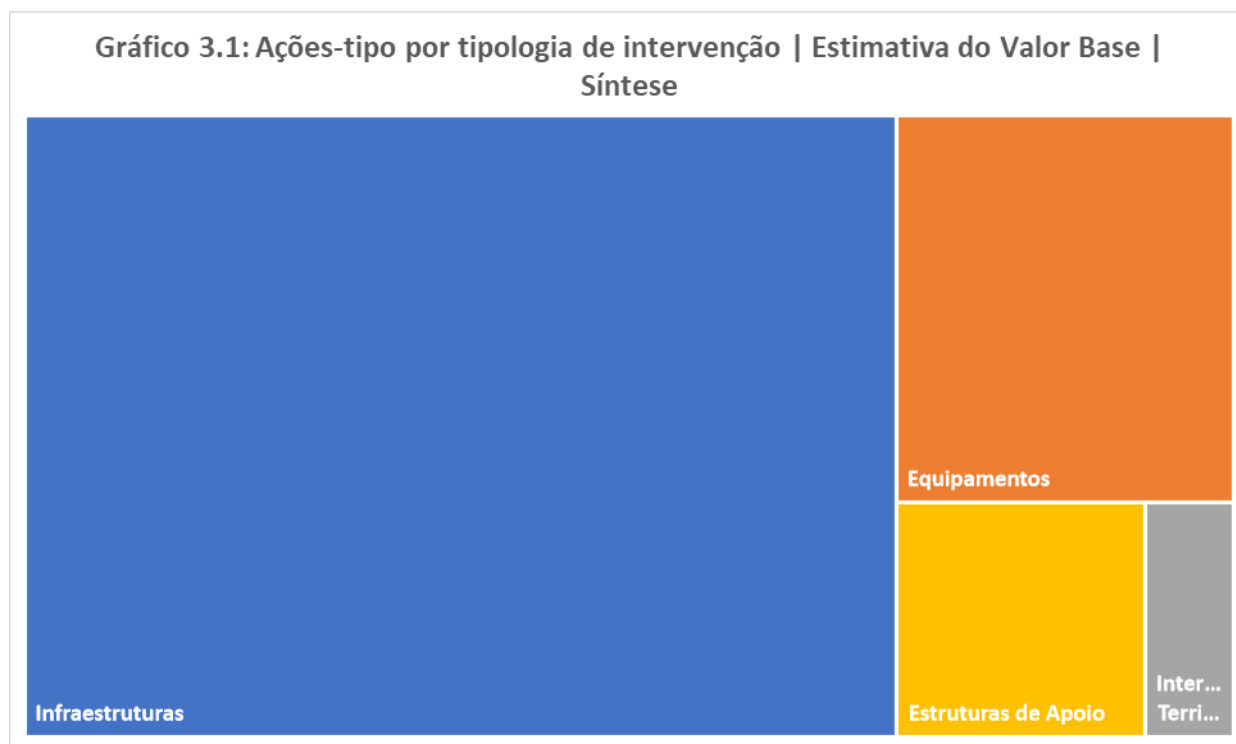 Gráfico 3.1: Ações-tipo por tipologia de intervenção | Estimativa do Valor Base |
Síntese
Equipamentos
Infraestruturas
Estruturas de Apoio
Inter...
Terri...